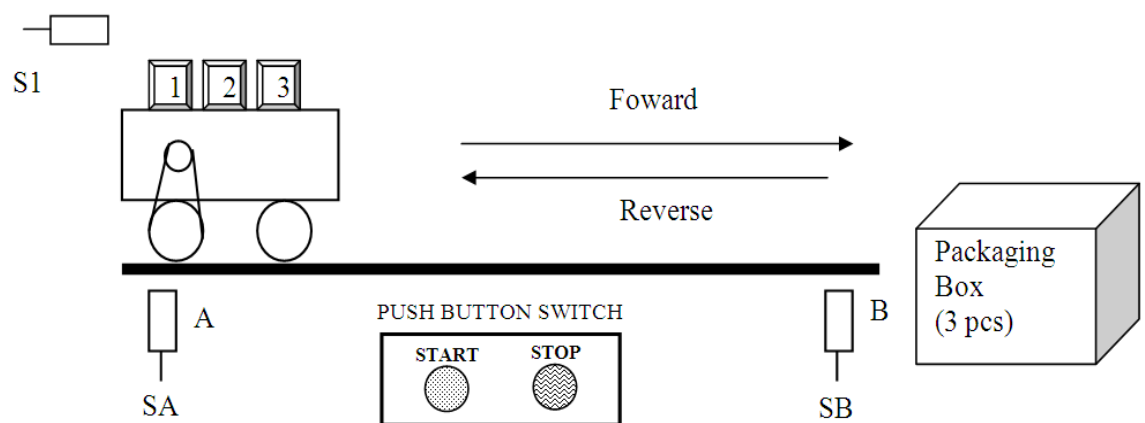 S1
1 2 3
Foward
Reverse
Packaging
Box
(3 pcs)
A
B
PUSH BUTTON SWITCH
START STOP
SA
SB